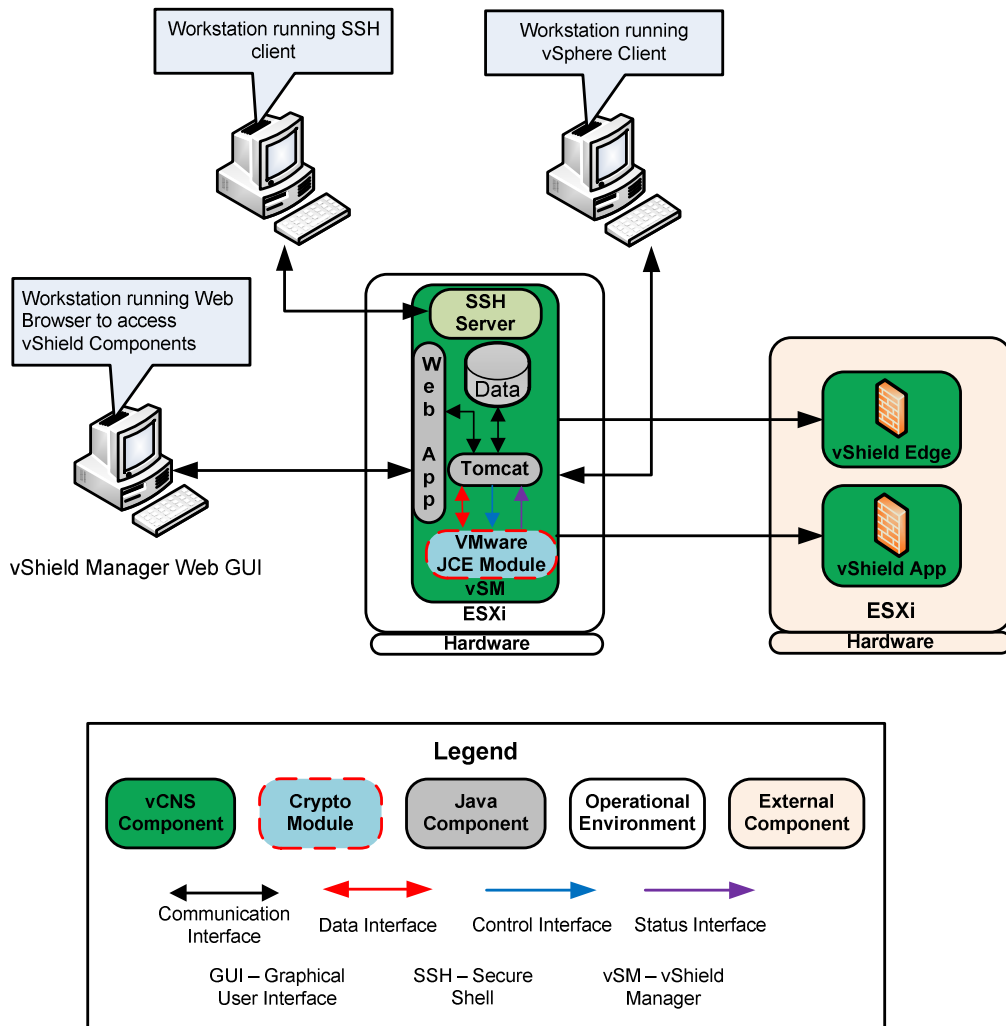 Workstation running SSH
client
Workstation running
vSphere Client
Workstation running Web
Browser to access
vShield Components
vShield Manager Web GUI
SSH
Server
Data
Web App
Tomcat
VMware
JCE Module
vSM
ESXi
Hardware
vShield Edge
vShield App
ESXi
Hardware
Legend
vCNS
Component
Crypto
Module
Java
Component
Operational
Environment
External
Component
Communication
Interface
Data Interface
Control Interface
Status Interface
GUI – Graphical
User Interface
SSH – Secure
Shell
vSM – vShield
Manager